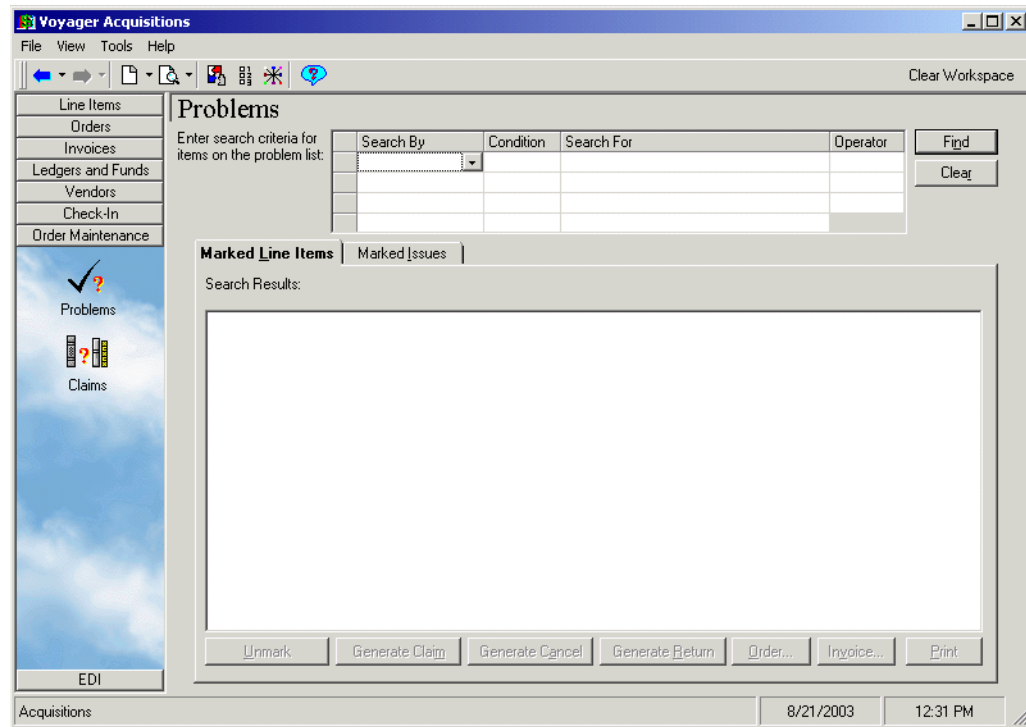 Voyager Acquisitions
File View Tools Help
Clear Workspace
Line Items
Orders
Invoices
Ledgers and Funds
Vendors
Check-In
Order Maintenance
Problems
Claims
EDI
Problems
Enter search criteria for
items on the problem list:
Search By Condition Search For Operator
Find
Clear
Marked Line Items Marked Issues
Search Results:
Unmark Generate Claim Generate Cancel Generate Return Order... Invoice... Print
Acquisitions 8/21/2003 12:31 PM